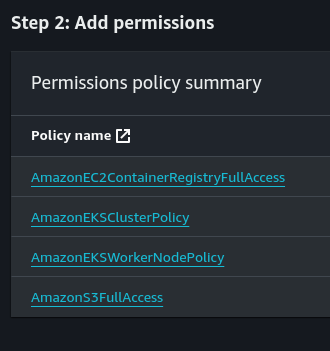 Step 2: Add permissions
Permissions policy summary
Policy name
AmazonEC2ContainerRegistryFullAccess
AmazonEKSClusterPolicy
AmazonEKSWorkerNodePolicy
AmazonS3FullAccess